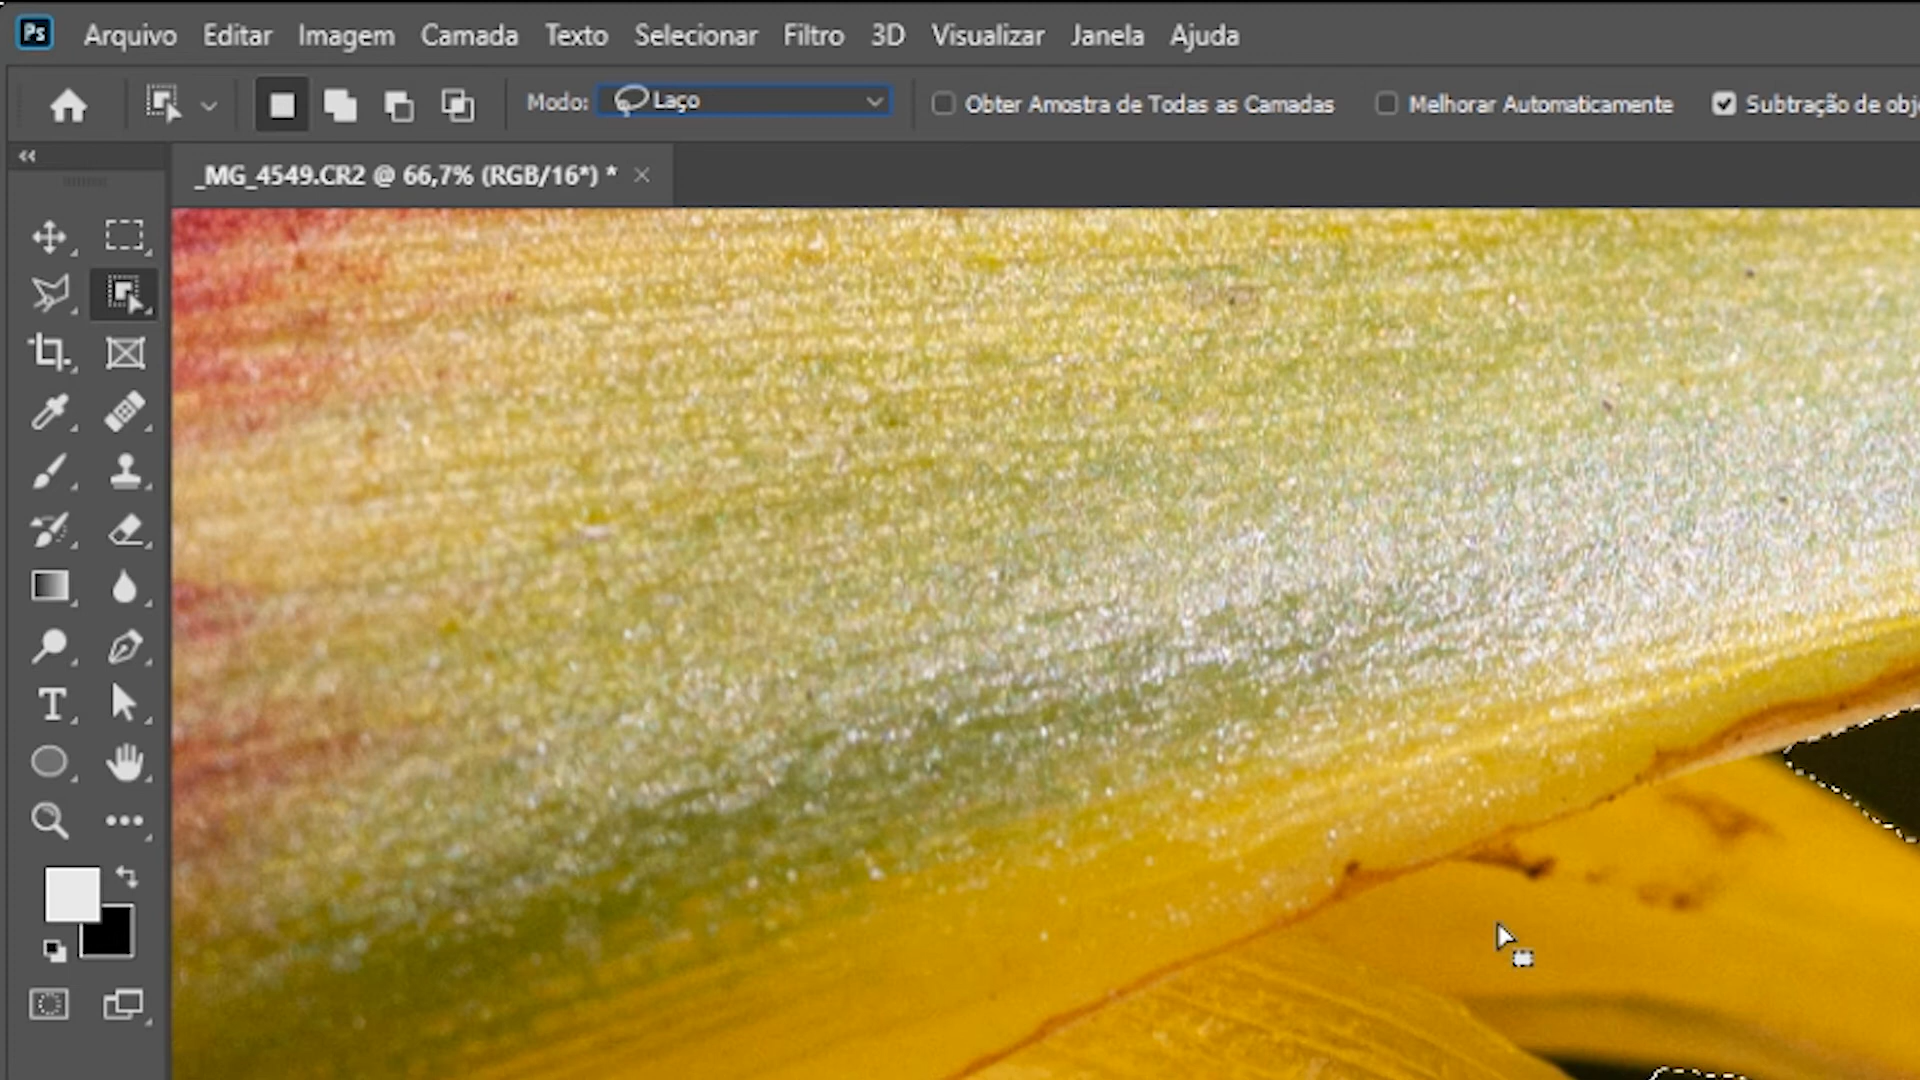 Ps Arquivo Editar Imagem Camada Texto Selecionar Filtro 3D Visualizar Janela Ajuda
Modo: Laço Obter Amostra de Todas as Camadas Melhorar Automaticamente Subtração de obj
_MG_4549.CR2 @ 66,7% (RGB/16*) *